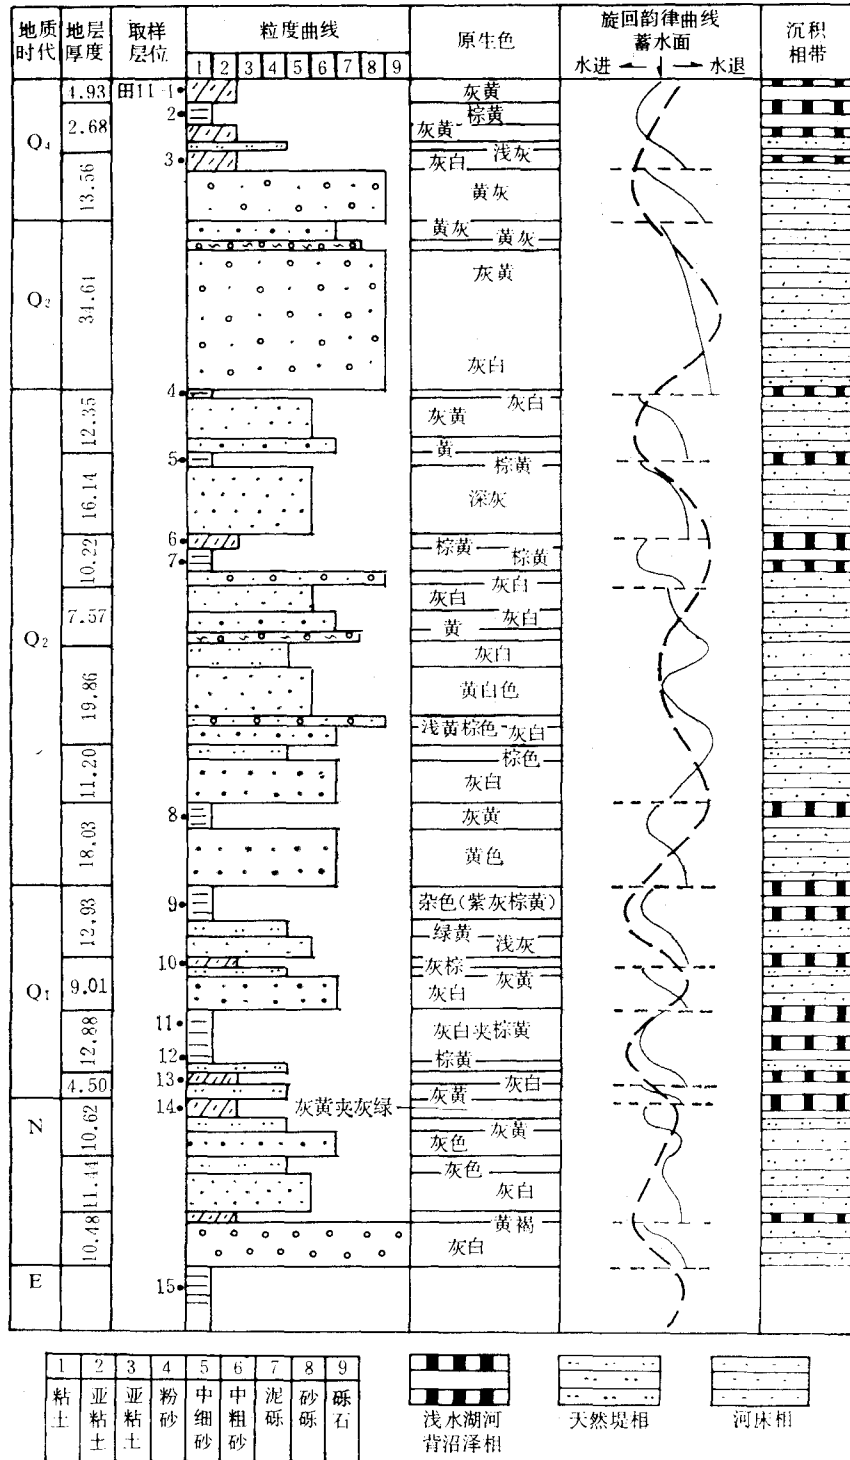 地质时代
地层厚度
取样层位
粒度曲线
1 2 3 4 5 6 7 8 9
原生色
旋回韵律曲线
蓄水面
水进 水退
沉积相带
Q4
4.93
2.68
13.56
田11-1
2
3
灰黄
棕黄
灰黄
浅灰
灰白
黄灰
Q2
34.61
黄灰
黄灰
灰黄
灰白
Q2
12.35
16.14
10.22
7.57
19.86
11.20
18.03
4
5
6
7
8
灰白
灰黄
黄
棕黄
深灰
棕黄
棕黄
灰白
灰白
灰白
黄
灰白
黄白色
浅黄棕色
灰白
棕色
灰白
灰黄
黄色
Q1
12.93
9.01
12.88
4.50
9
10
11
12
13
杂色(紫灰棕黄)
绿黄
浅灰
灰棕
灰黄
灰白
灰白夹棕黄
棕黄
灰白
灰黄
N
10.62
11.44
10.48
14
灰黄夹灰绿
灰黄
灰色
灰色
灰白
黄褐
灰白
E
15
1 2 3 4 5 6 7 8 9
粘土
亚粘土
亚粘土
粉砂
中细砂
中粗砂
泥砾
砂砾
砾石
浅水湖河
背沼泽相
天然堤相
河床相